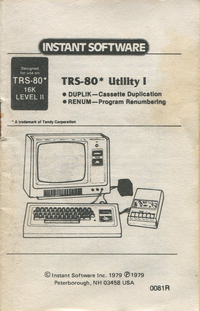 INSTANT SOFTWARE
Designed
for use on
TRS-80*
16K
LEVEL II
TRS-80* Utility I
● DUPLIK—Cassette Duplication
● RENUM—Program Renumbering
* A trademark of Tandy Corporation
© Instant Software Inc. 1979 ℗ 1979
Peterborough, NH 03458 USA
0081R